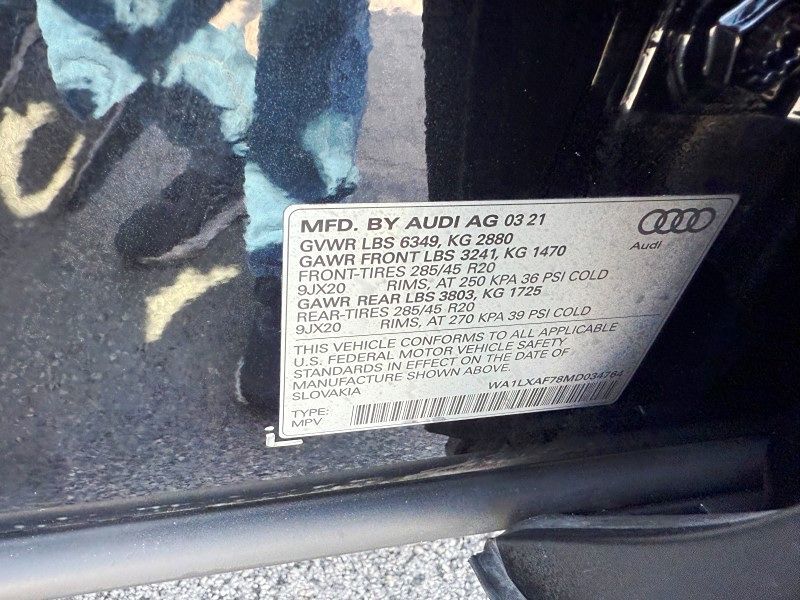 MFD. BY AUDI AG 03 21
GVWR LBS 6349, KG 2880
GAWR FRONT LBS 3241, KG 1470
FRONT-TIRES 285/45 R20
9JX20 RIMS, AT 250 KPA 36 PSI COLD
GAWR REAR LBS 3803, KG 1725
REAR-TIRES 285/45 R20
9JX20 RIMS, AT 270 KPA 39 PSI COLD
Audi
THIS VEHICLE CONFORMS TO ALL APPLICABLE
U.S. FEDERAL MOTOR VEHICLE SAFETY
STANDARDS IN EFFECT ON THE DATE OF
MANUFACTURE SHOWN ABOVE.
SLOVAKIA
WA1LXAF78MD034764
TYPE:
MPV